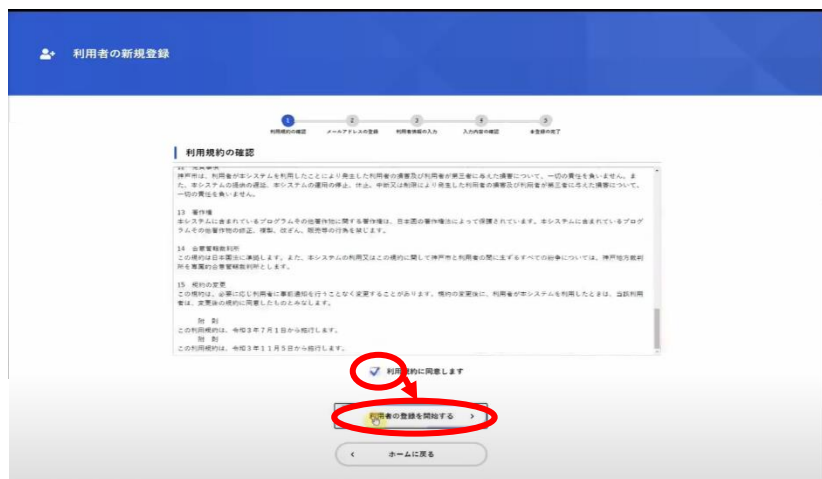 利用者の新規登録
1 2 3 4 5
利用規約の確認 メールアドレスの登録 利用者情報の入力 入力内容の確認 本登録の完了
利用規約の確認
神戸市は、利用者が本システムを利用したことにより発生した利用者の損害及び利用者が第三者に与えた損害について、一切の責任を負いません。ま
た、本システムの提供の遅延、本システムの運用の停止、休止、中断又は制限により発生した利用者の損害及び利用者が第三者に与えた損害について、
一切の責任を負いません。
13 著作権
本システムに含まれているプログラムその他著作物に関する著作権は、日本国の著作権法によって保護されています。本システムに含まれているプログ
ラムその他著作物の修正、複製、改ざん、販売等の行為を禁じます。
14 合意管轄裁判所
この規約は日本国法に準拠します。また、本システムの利用又はこの規約に関して神戸市と利用者の間に生ずるすべての紛争については、神戸地方裁判
所を専属的合意管轄裁判所とします。
15 規約の変更
この規約は、必要に応じ利用者に事前通知を行うことなく変更することがあります。規約の変更後に、利用者が本システムを利用したときは、当該利用
者は、変更後の規約に同意したものとみなします。
附 則
この利用規約は、令和3年7月1日から施行します。
附 則
この利用規約は、令和3年11月5日から施行します。
利用規約に同意します
利用者の登録を開始する
ホームに戻る